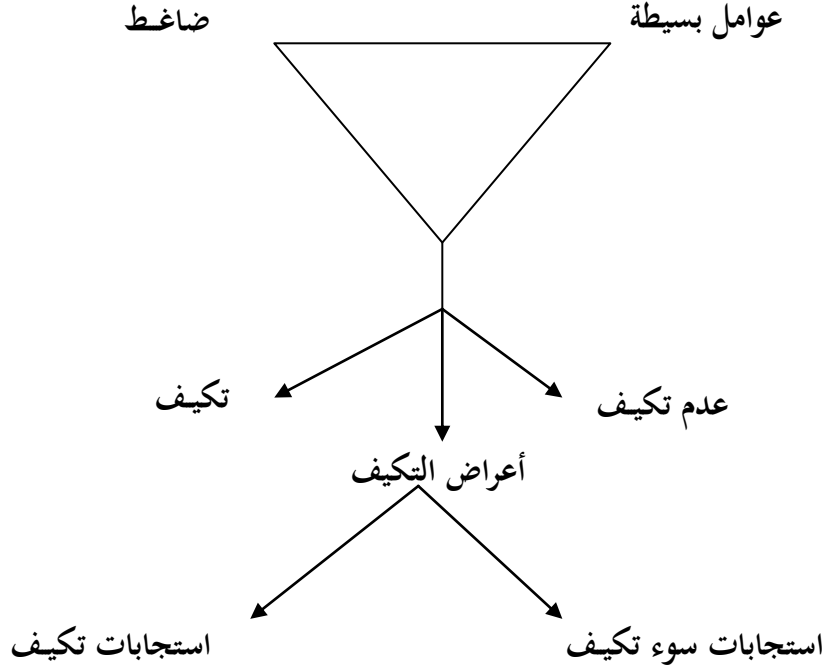 عوامل بسيطة
ضاغط
عدم تكيف
تكيف
أعراض التكيف
استجابات سوء تكيف
استجابات تكيف